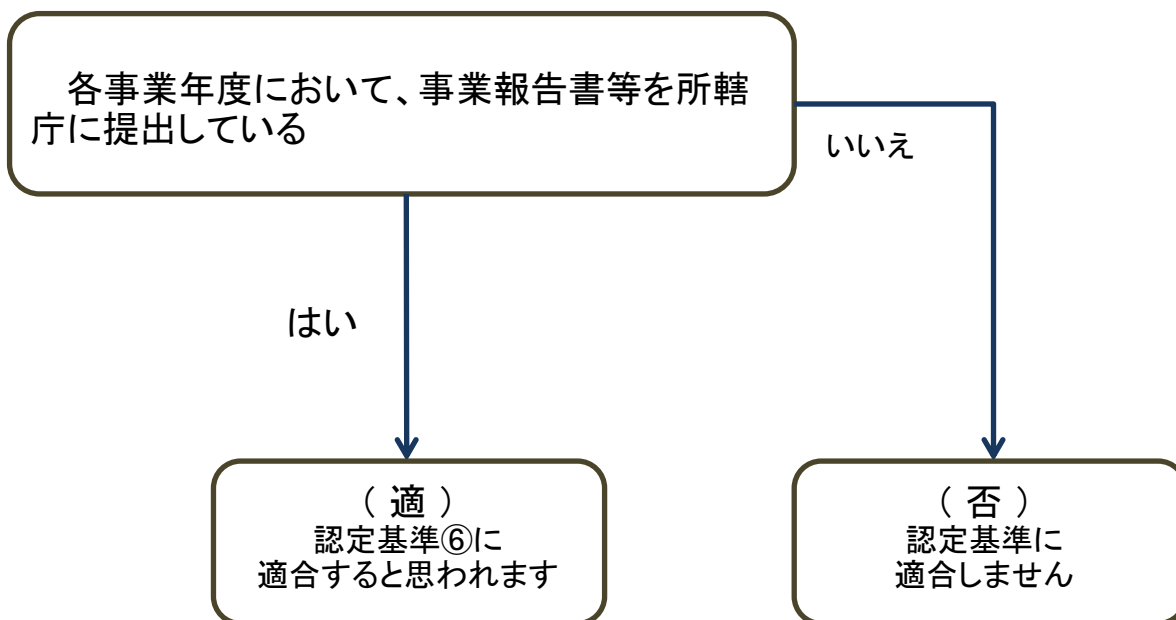 各事業年度において、事業報告書等を所轄
庁に提出している
いいえ
はい
（ 適 ）
認定基準⑥に
適合すると思われます
（ 否 ）
認定基準に
適合しません